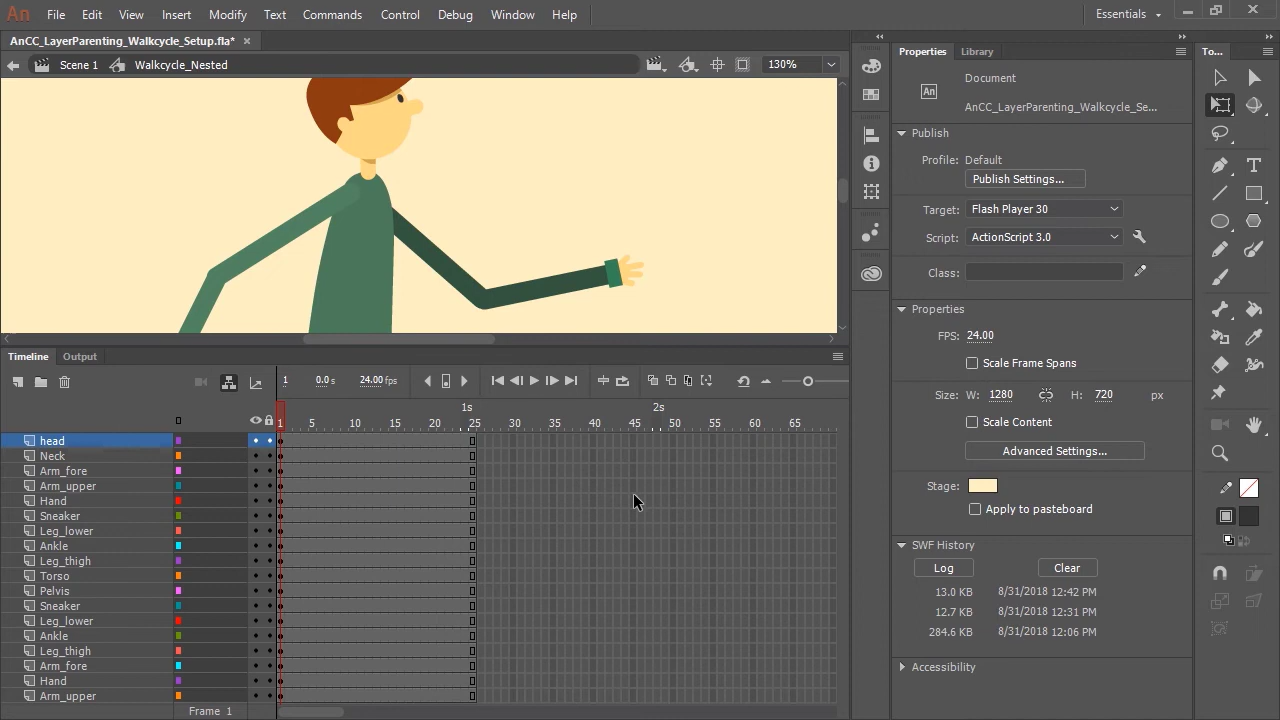 An File Edit View Insert Modify Text Commands Control Debug Window Help Essentials
AnCC_LayerParenting_Walkcycle_Setup.fla*
Scene 1 Walkcycle_Nested 130%
Timeline Output
1 0.0 s 24.00 fps
1s 2s
1 5 10 15 20 25 30 35 40 45 50 55 60 65
head
Neck
Arm_fore
Arm_upper
Hand
Sneaker
Leg_lower
Ankle
Leg_thigh
Torso
Pelvis
Sneaker
Leg_lower
Ankle
Leg_thigh
Arm_fore
Hand
Arm_upper
Frame 1
Properties Library
Document
An AnCC_LayerParenting_Walkcycle_Se...
Publish
Profile: Default
Publish Settings...
Target: Flash Player 30
Script: ActionScript 3.0
Class:
Properties
FPS: 24.00
Scale Frame Spans
Size: W: 1280 H: 720 px
Scale Content
Advanced Settings...
Stage:
Apply to pasteboard
SWF History
Log Clear
13.0 KB 8/31/2018 12:42 PM
12.7 KB 8/31/2018 12:31 PM
284.6 KB 8/31/2018 12:06 PM
Accessibility
To...